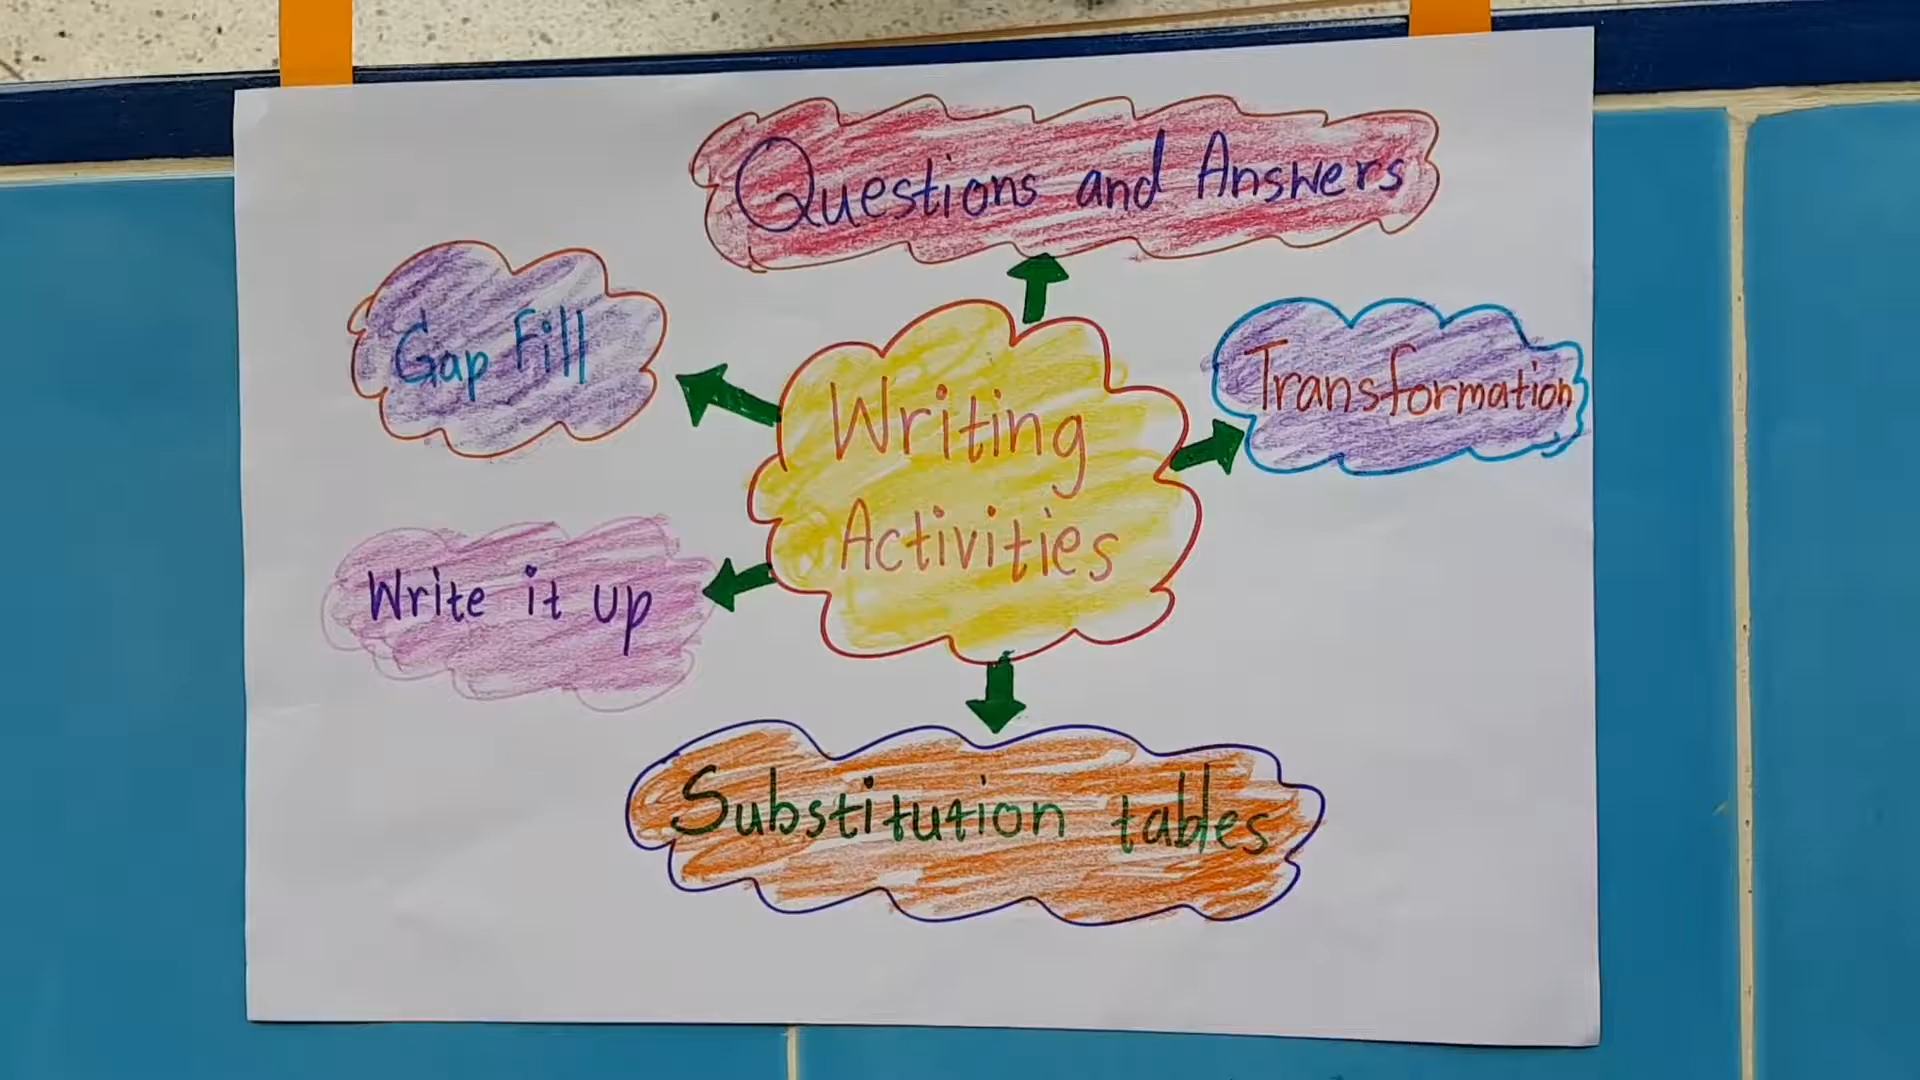 Questions and Answers
Gap Fill
Transformation
Writing
Activities
Write it up
Substitution tables